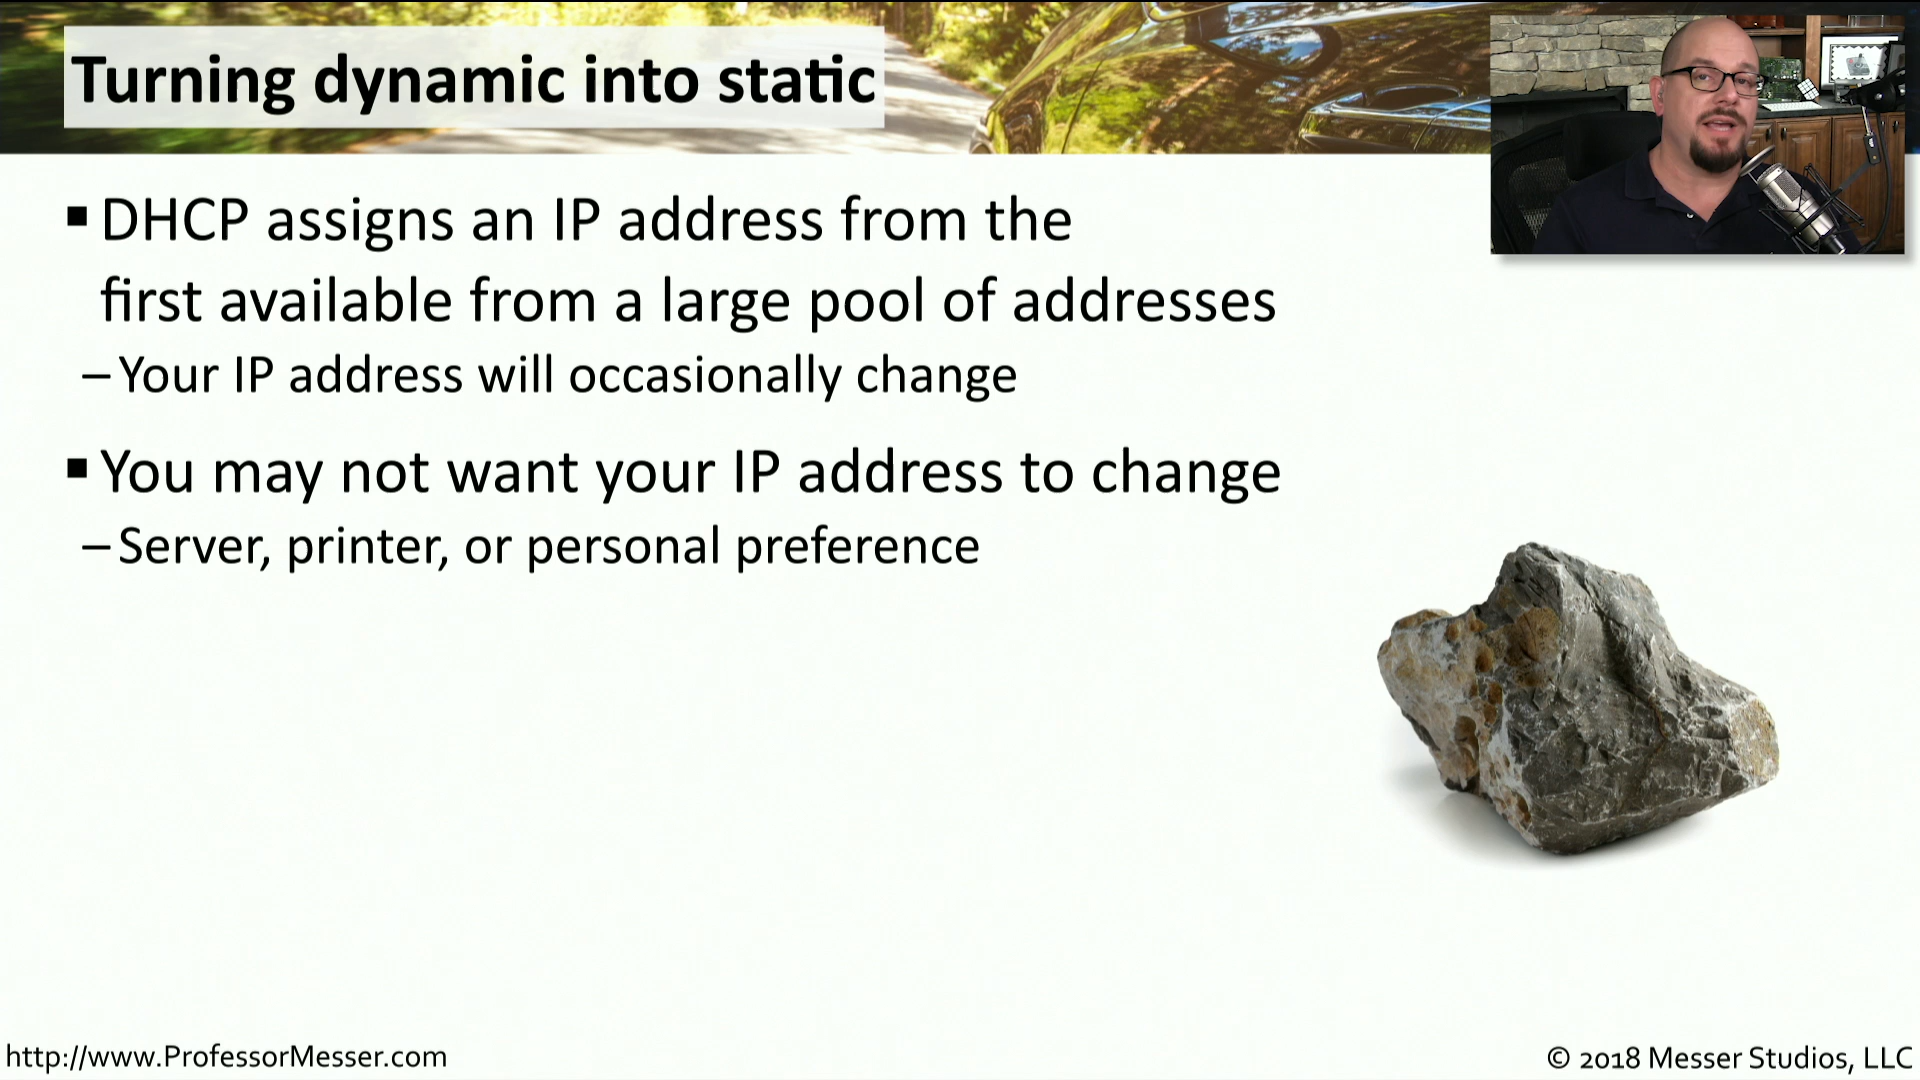 Turning dynamic into static
▪ DHCP assigns an IP address from the
first available from a large pool of addresses
– Your IP address will occasionally change
▪ You may not want your IP address to change
– Server, printer, or personal preference
http://www.ProfessorMesser.com
© 2018 Messer Studios, LLC